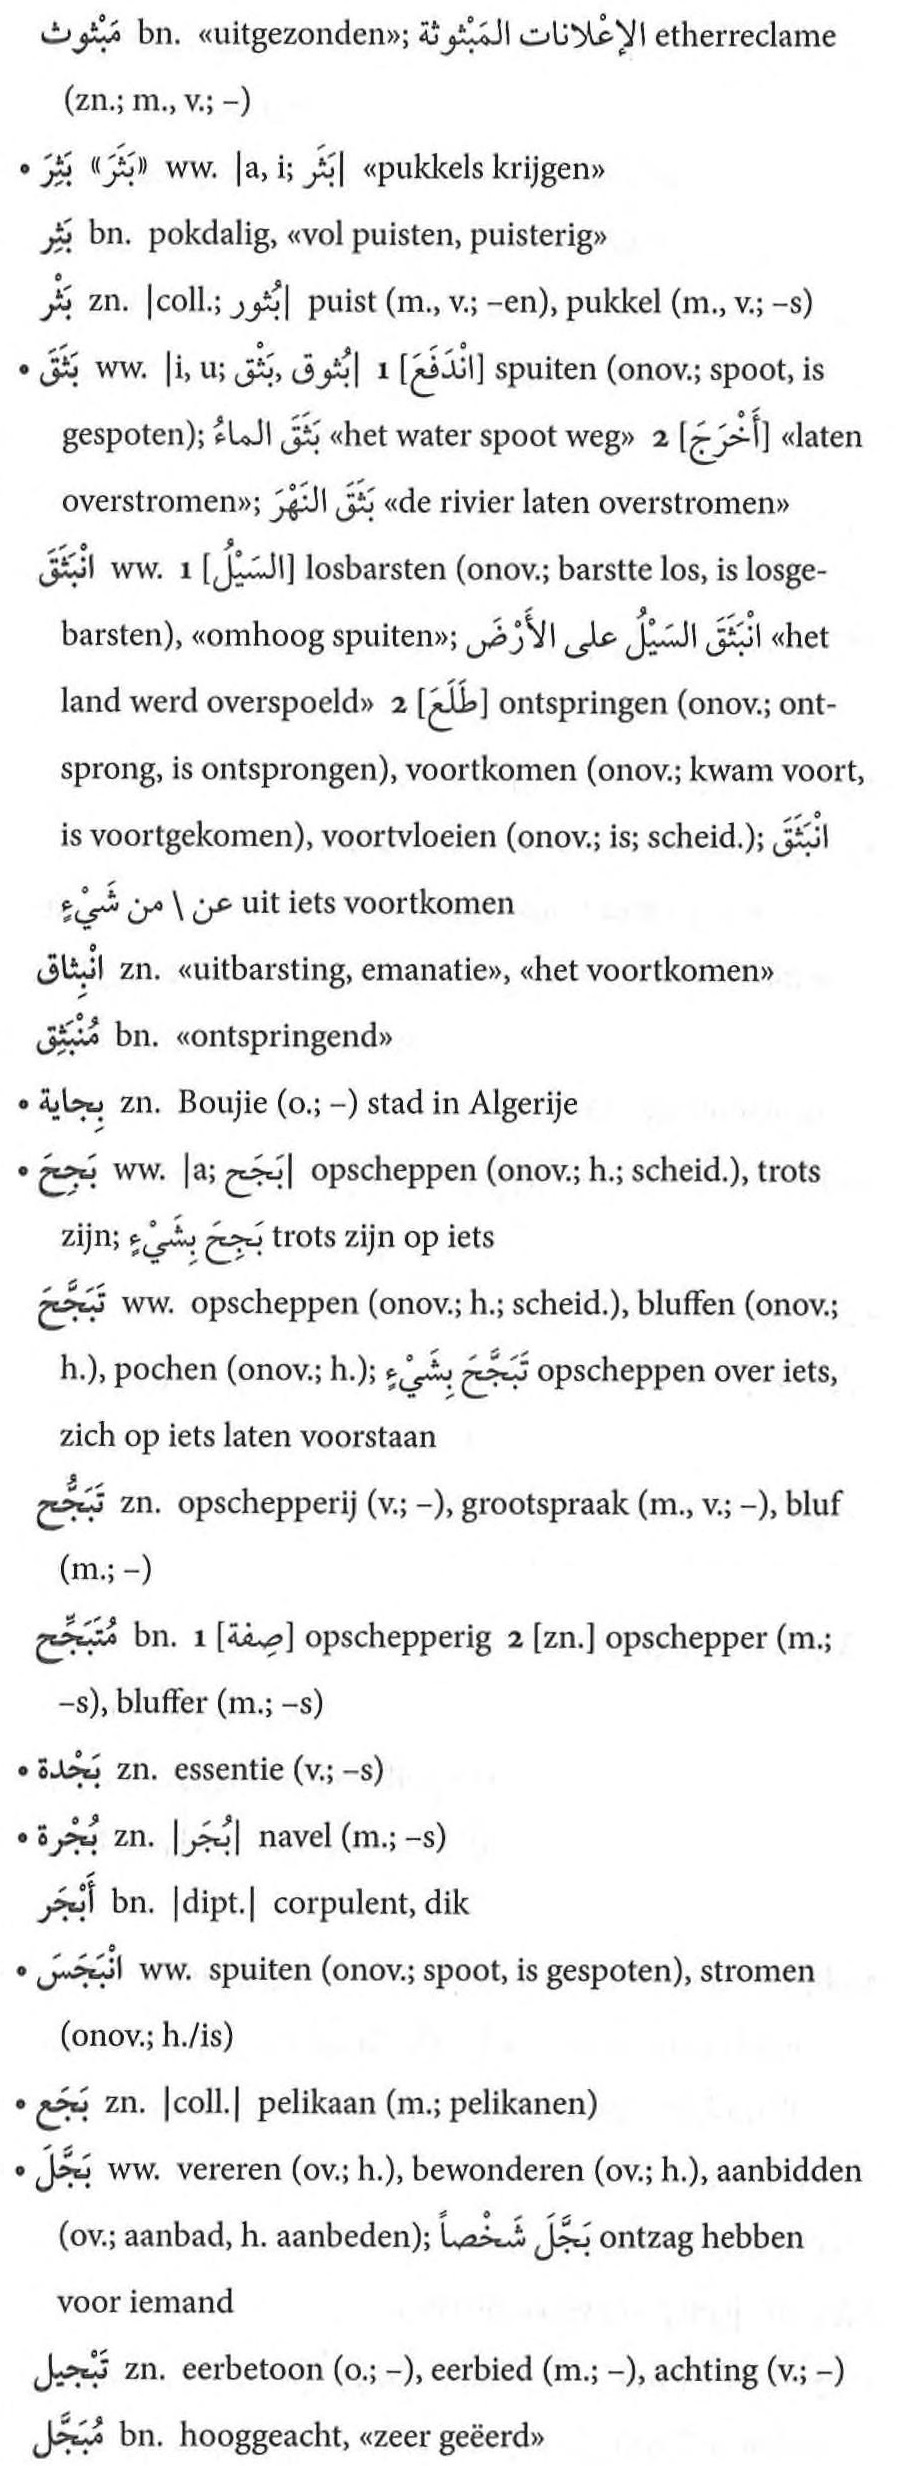 مَبْثوث bn. «uitgezonden»; الإعْلانات المَبْثوثة etherreclame
(zn.; m., v.; –)
• بَثِرَ «بَثَرَ» ww. |a, i; بَثَر| «pukkels krijgen»
بَثِر bn. pokdalig, «vol puisten, puisterig»
بَثْر zn. |coll.; بُثور| puist (m., v.; –en), pukkel (m., v.; –s)
• بَثَقَ ww. |i, u; بُثوق ,بَثْق| 1 [انْدَفَعَ] spuiten (onov.; spoot, is
gespoten); بَثَقَ الماءُ «het water spoot weg» 2 [أَخْرَجَ] «laten
overstromen»; بَثَقَ النَهْرَ «de rivier laten overstromen»
انْبَثَقَ ww. 1 [السَيْلُ] losbarsten (onov.; barstte los, is losge-
barsten), «omhoog spuiten»; انْبَثَقَ السَيْلُ على الأَرْضَ «het
land werd overspoeld» 2 [طَلَعَ] ontspringen (onov.; ont-
sprong, is ontsprongen), voortkomen (onov.; kwam voort,
is voortgekomen), voortvloeien (onov.; is; scheid.); انْبَثَقَ
عن \ من شَيْءٍ uit iets voortkomen
انْبِثاق zn. «uitbarsting, emanatie», «het voortkomen»
مُنْبَثِق bn. «ontspringend»
• بِجاية zn. Boujie (o.; –) stad in Algerije
• بَجِحَ ww. |a; بَجَح| opscheppen (onov.; h.; scheid.), trots
zijn; بَجِحَ بِشَيْءٍ trots zijn op iets
تَبَجَّحَ ww. opscheppen (onov.; h.; scheid.), bluffen (onov.;
h.), pochen (onov.; h.); تَبَجَّحَ بِشَيْءٍ opscheppen over iets,
zich op iets laten voorstaan
تَبَجُّح zn. opschepperij (v.; –), grootspraak (m., v.; –), bluf
(m.; –)
مُتَبَجِّح bn. 1 [صِفة] opschepperig 2 [zn.] opschepper (m.;
–s), bluffer (m.; –s)
• بَجْدة zn. essentie (v.; –s)
• بُجْرة zn. |بُجَر| navel (m.; –s)
أَبْجَر bn. |dipt.| corpulent, dik
• انْبَجَسَ ww. spuiten (onov.; spoot, is gespoten), stromen
(onov.; h./is)
• بَجَع zn. |coll.| pelikaan (m.; pelikanen)
• بَجَّلَ ww. vereren (ov.; h.), bewonderen (ov.; h.), aanbidden
(ov.; aanbad, h. aanbeden); بَجَّلَ شَخْصاً ontzag hebben
voor iemand
تَبْجيل zn. eerbetoon (o.; –), eerbied (m.; –), achting (v.; –)
مُبَجَّل bn. hooggeacht, «zeer geëerd»